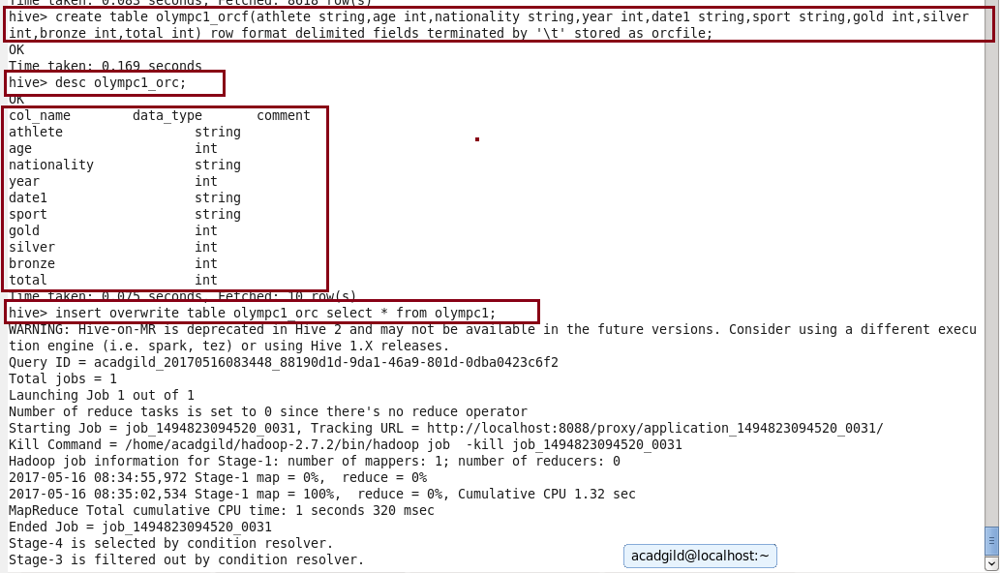 Time taken: 0.083 seconds, Fetched: 8618 row(s)
hive> create table olympc1_orcf(athlete string,age int,nationality string,year int,date1 string,sport string,gold int,silver
int,bronze int,total int) row format delimited fields terminated by '\t' stored as orcfile;
OK
Time taken: 0.169 seconds
hive> desc olympc1_orc;
OK
col_name data_type comment
athlete string
age int
nationality string
year int
date1 string
sport string
gold int
silver int
bronze int
total int
Time taken: 0.075 seconds, Fetched: 10 row(s)
hive> insert overwrite table olympc1_orc select * from olympc1;
WARNING: Hive-on-MR is deprecated in Hive 2 and may not be available in the future versions. Consider using a different execu
tion engine (i.e. spark, tez) or using Hive 1.X releases.
Query ID = acadgild_20170516083448_88190d1d-9da1-46a9-801d-0dba0423c6f2
Total jobs = 1
Launching Job 1 out of 1
Number of reduce tasks is set to 0 since there's no reduce operator
Starting Job = job_1494823094520_0031, Tracking URL = http://localhost:8088/proxy/application_1494823094520_0031/
Kill Command = /home/acadgild/hadoop-2.7.2/bin/hadoop job  -kill job_1494823094520_0031
Hadoop job information for Stage-1: number of mappers: 1; number of reducers: 0
2017-05-16 08:34:55,972 Stage-1 map = 0%,  reduce = 0%
2017-05-16 08:35:02,534 Stage-1 map = 100%,  reduce = 0%, Cumulative CPU 1.32 sec
MapReduce Total cumulative CPU time: 1 seconds 320 msec
Ended Job = job_1494823094520_0031
Stage-4 is selected by condition resolver.
Stage-3 is filtered out by condition resolver.
acadgild@localhost:~